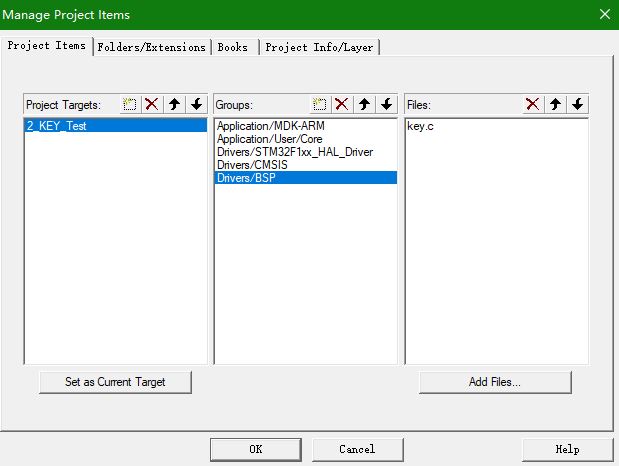 Manage Project Items
Project Items
Folders/Extensions
Books
Project Info/Layer
Project Targets:
2_KEY_Test
Set as Current Target
Groups:
Application/MDK-ARM
Application/User/Core
Drivers/STM32F1xx_HAL_Driver
Drivers/CMSIS
Drivers/BSP
Files:
key.c
Add Files...
OK
Cancel
Help